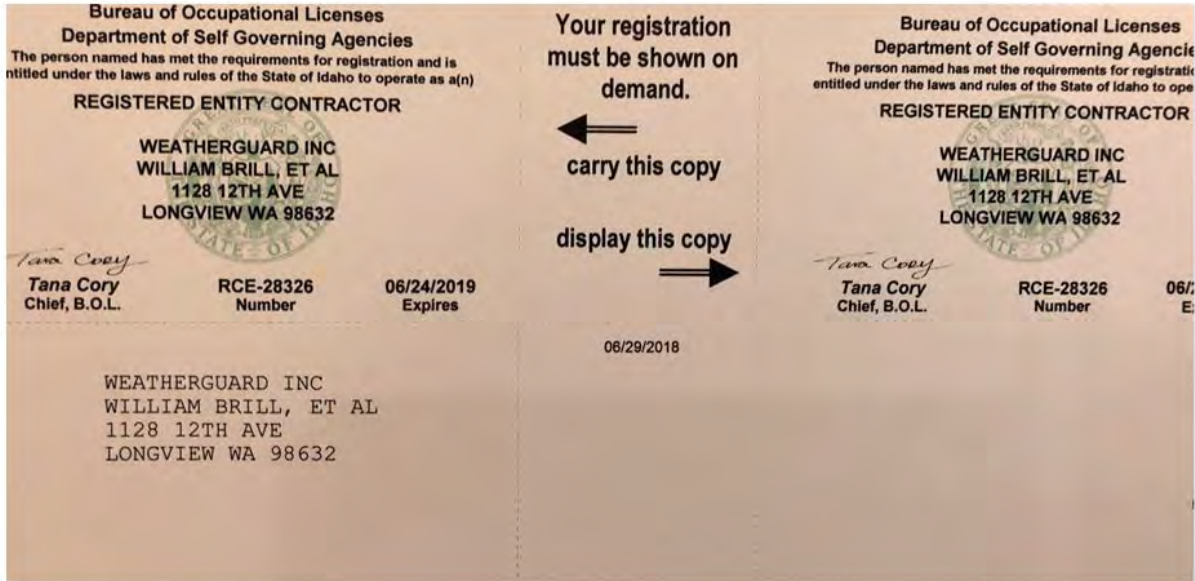 Bureau of Occupational Licenses
Department of Self Governing Agencies
The person named has met the requirements for registration and is
ntitled under the laws and rules of the State of Idaho to operate as a(n)
REGISTERED ENTITY CONTRACTOR
WEATHERGUARD INC
WILLIAM BRILL, ET AL
1128 12TH AVE
LONGVIEW WA 98632
Tana Cory
Tana Cory
Chief, B.O.L.
RCE-28326
Number
06/24/2019
Expires
Your registration
must be shown on
demand.
carry this copy
display this copy
Bureau of Occupational Licenses
Department of Self Governing Agencie
The person named has met the requirements for registratio
entitled under the laws and rules of the State of Idaho to ope
REGISTERED ENTITY CONTRACTOR
WEATHERGUARD INC
WILLIAM BRILL, ET AL
1128 12TH AVE
LONGVIEW WA 98632
Tana Cory
Tana Cory
Chief, B.O.L.
RCE-28326
Number
06/
E
06/29/2018
WEATHERGUARD INC
WILLIAM BRILL, ET AL
1128 12TH AVE
LONGVIEW WA 98632